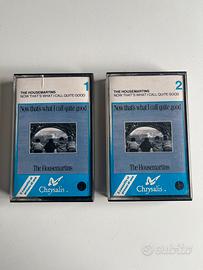 1
THE HOUSEMARTINS
NOW THAT'S WHAT I CALL QUITE GOOD
Now that's what I call quite good
The Housemartins
Chrysalis
2
THE HOUSEMARTINS
NOW THAT'S WHAT I CALL QUITE GOOD
Now that's what I call quite good
The Housemartins
Chrysalis
subito